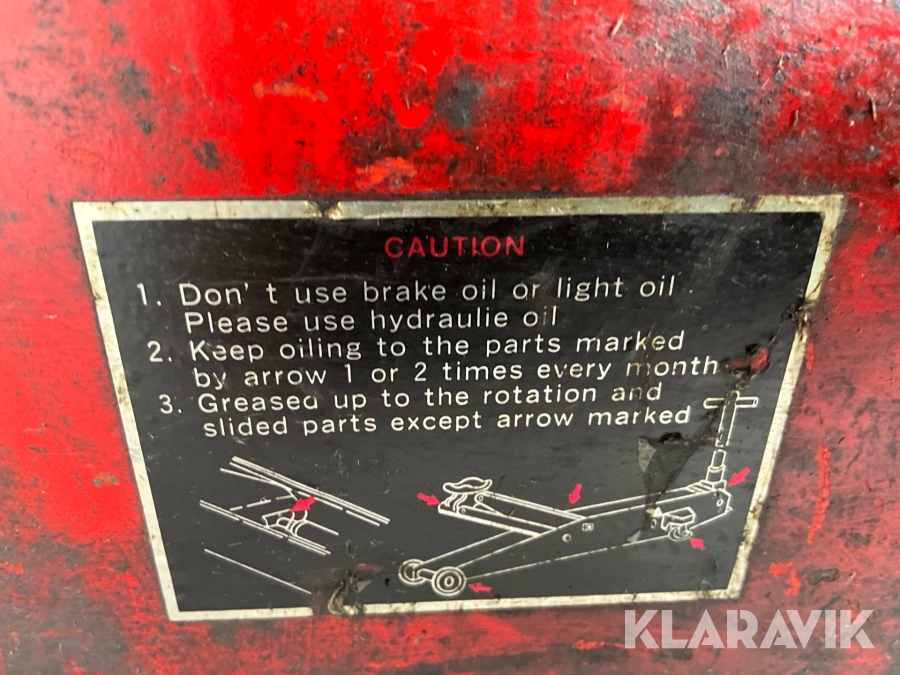 CAUTION
1. Don't use brake oil or light oil.
Please use hydraulie oil
2. Keep oiling to the parts marked
by arrow 1 or 2 times every month
3. Greased up to the rotation and
slided parts except arrow marked
KLARAVIK